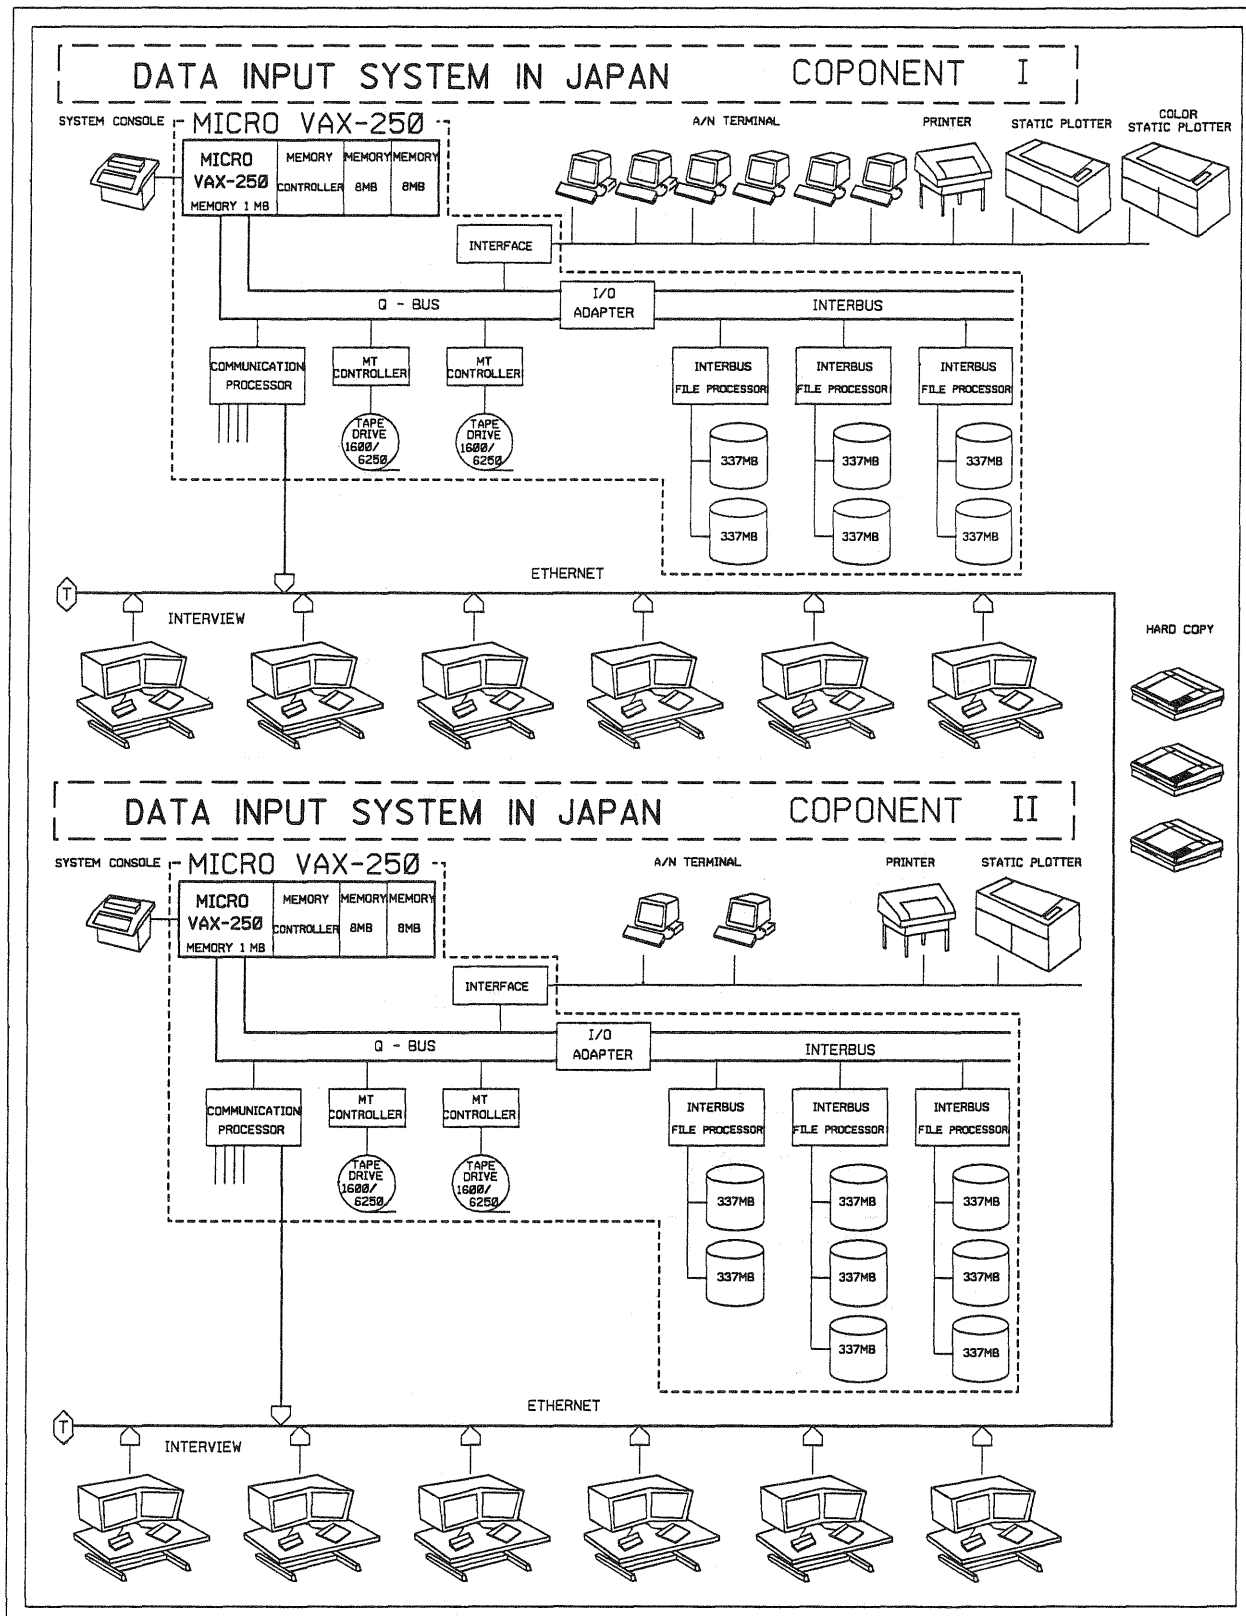 DATA INPUT SYSTEM IN JAPAN COPONENT I
SYSTEM CONSOLE
MICRO VAX-250
A/N TERMINAL
PRINTER
STATIC PLOTTER
COLOR
STATIC PLOTTER
MICRO
VAX-250
MEMORY 1 MB
MEMORY
CONTROLLER
MEMORY
8MB
MEMORY
8MB
INTERFACE
Q - BUS
I/O
ADAPTER
INTERBUS
COMMUNICATION
PROCESSOR
MT
CONTROLLER
MT
CONTROLLER
INTERBUS
FILE PROCESSOR
INTERBUS
FILE PROCESSOR
INTERBUS
FILE PROCESSOR
TAPE
DRIVE
1600/
6250
TAPE
DRIVE
1600/
6250
337MB
337MB
337MB
337MB
337MB
337MB
ETHERNET
T
INTERVIEW
HARD COPY
DATA INPUT SYSTEM IN JAPAN COPONENT II
SYSTEM CONSOLE
MICRO VAX-250
A/N TERMINAL
PRINTER
STATIC PLOTTER
MICRO
VAX-250
MEMORY 1 MB
MEMORY
CONTROLLER
MEMORY
8MB
MEMORY
8MB
INTERFACE
Q - BUS
I/O
ADAPTER
INTERBUS
COMMUNICATION
PROCESSOR
MT
CONTROLLER
MT
CONTROLLER
INTERBUS
FILE PROCESSOR
INTERBUS
FILE PROCESSOR
INTERBUS
FILE PROCESSOR
TAPE
DRIVE
1600/
6250
TAPE
DRIVE
1600/
6250
337MB
337MB
337MB
337MB
337MB
337MB
337MB
337MB
ETHERNET
T
INTERVIEW